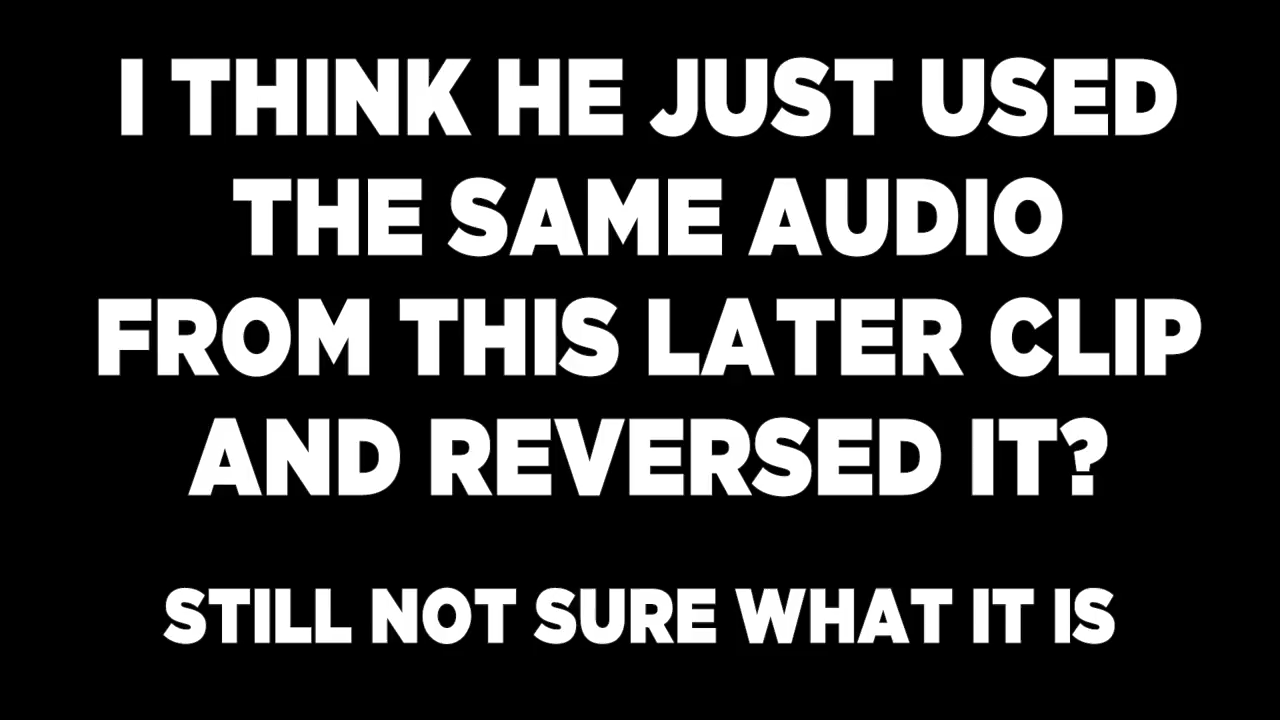 I THINK HE JUST USED
THE SAME AUDIO
FROM THIS LATER CLIP
AND REVERSED IT?
STILL NOT SURE WHAT IT IS